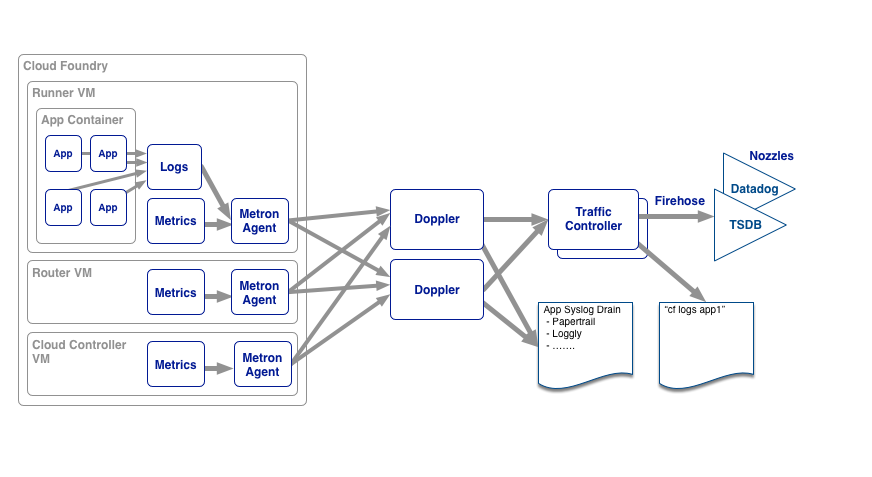 Cloud Foundry
Runner VM
App Container
App
App
App
App
Logs
Metrics
Metron
Agent
Router VM
Metrics
Metron
Agent
Cloud Controller
VM
Metrics
Metron
Agent
Doppler
Doppler
Traffic
Controller
Firehose
Nozzles
Datadog
TSDB
App Syslog Drain
- Papertrail
- Loggly
- …….
“cf logs app1”